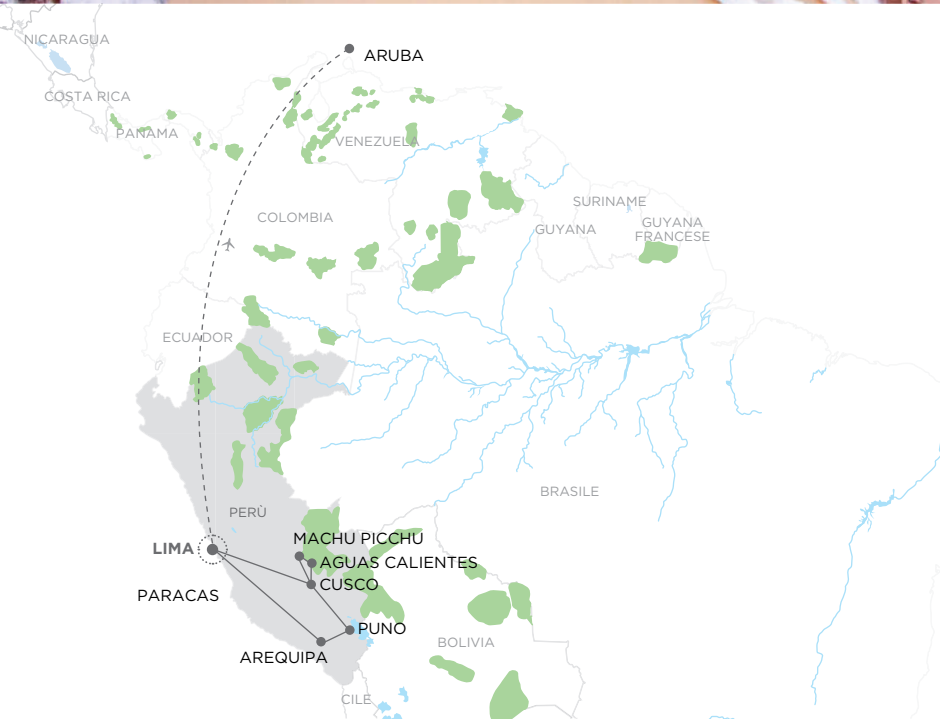 NICARAGUA
ARUBA
COSTA RICA
PANAMA
VENEZUELA
SURINAME
COLOMBIA
GUYANA
GUYANA
FRANCESE
ECUADOR
BRASILE
PERÙ
MACHU PICCHU
LIMA
AGUAS CALIENTES
CUSCO
PARACAS
PUNO
BOLIVIA
AREQUIPA
CILE